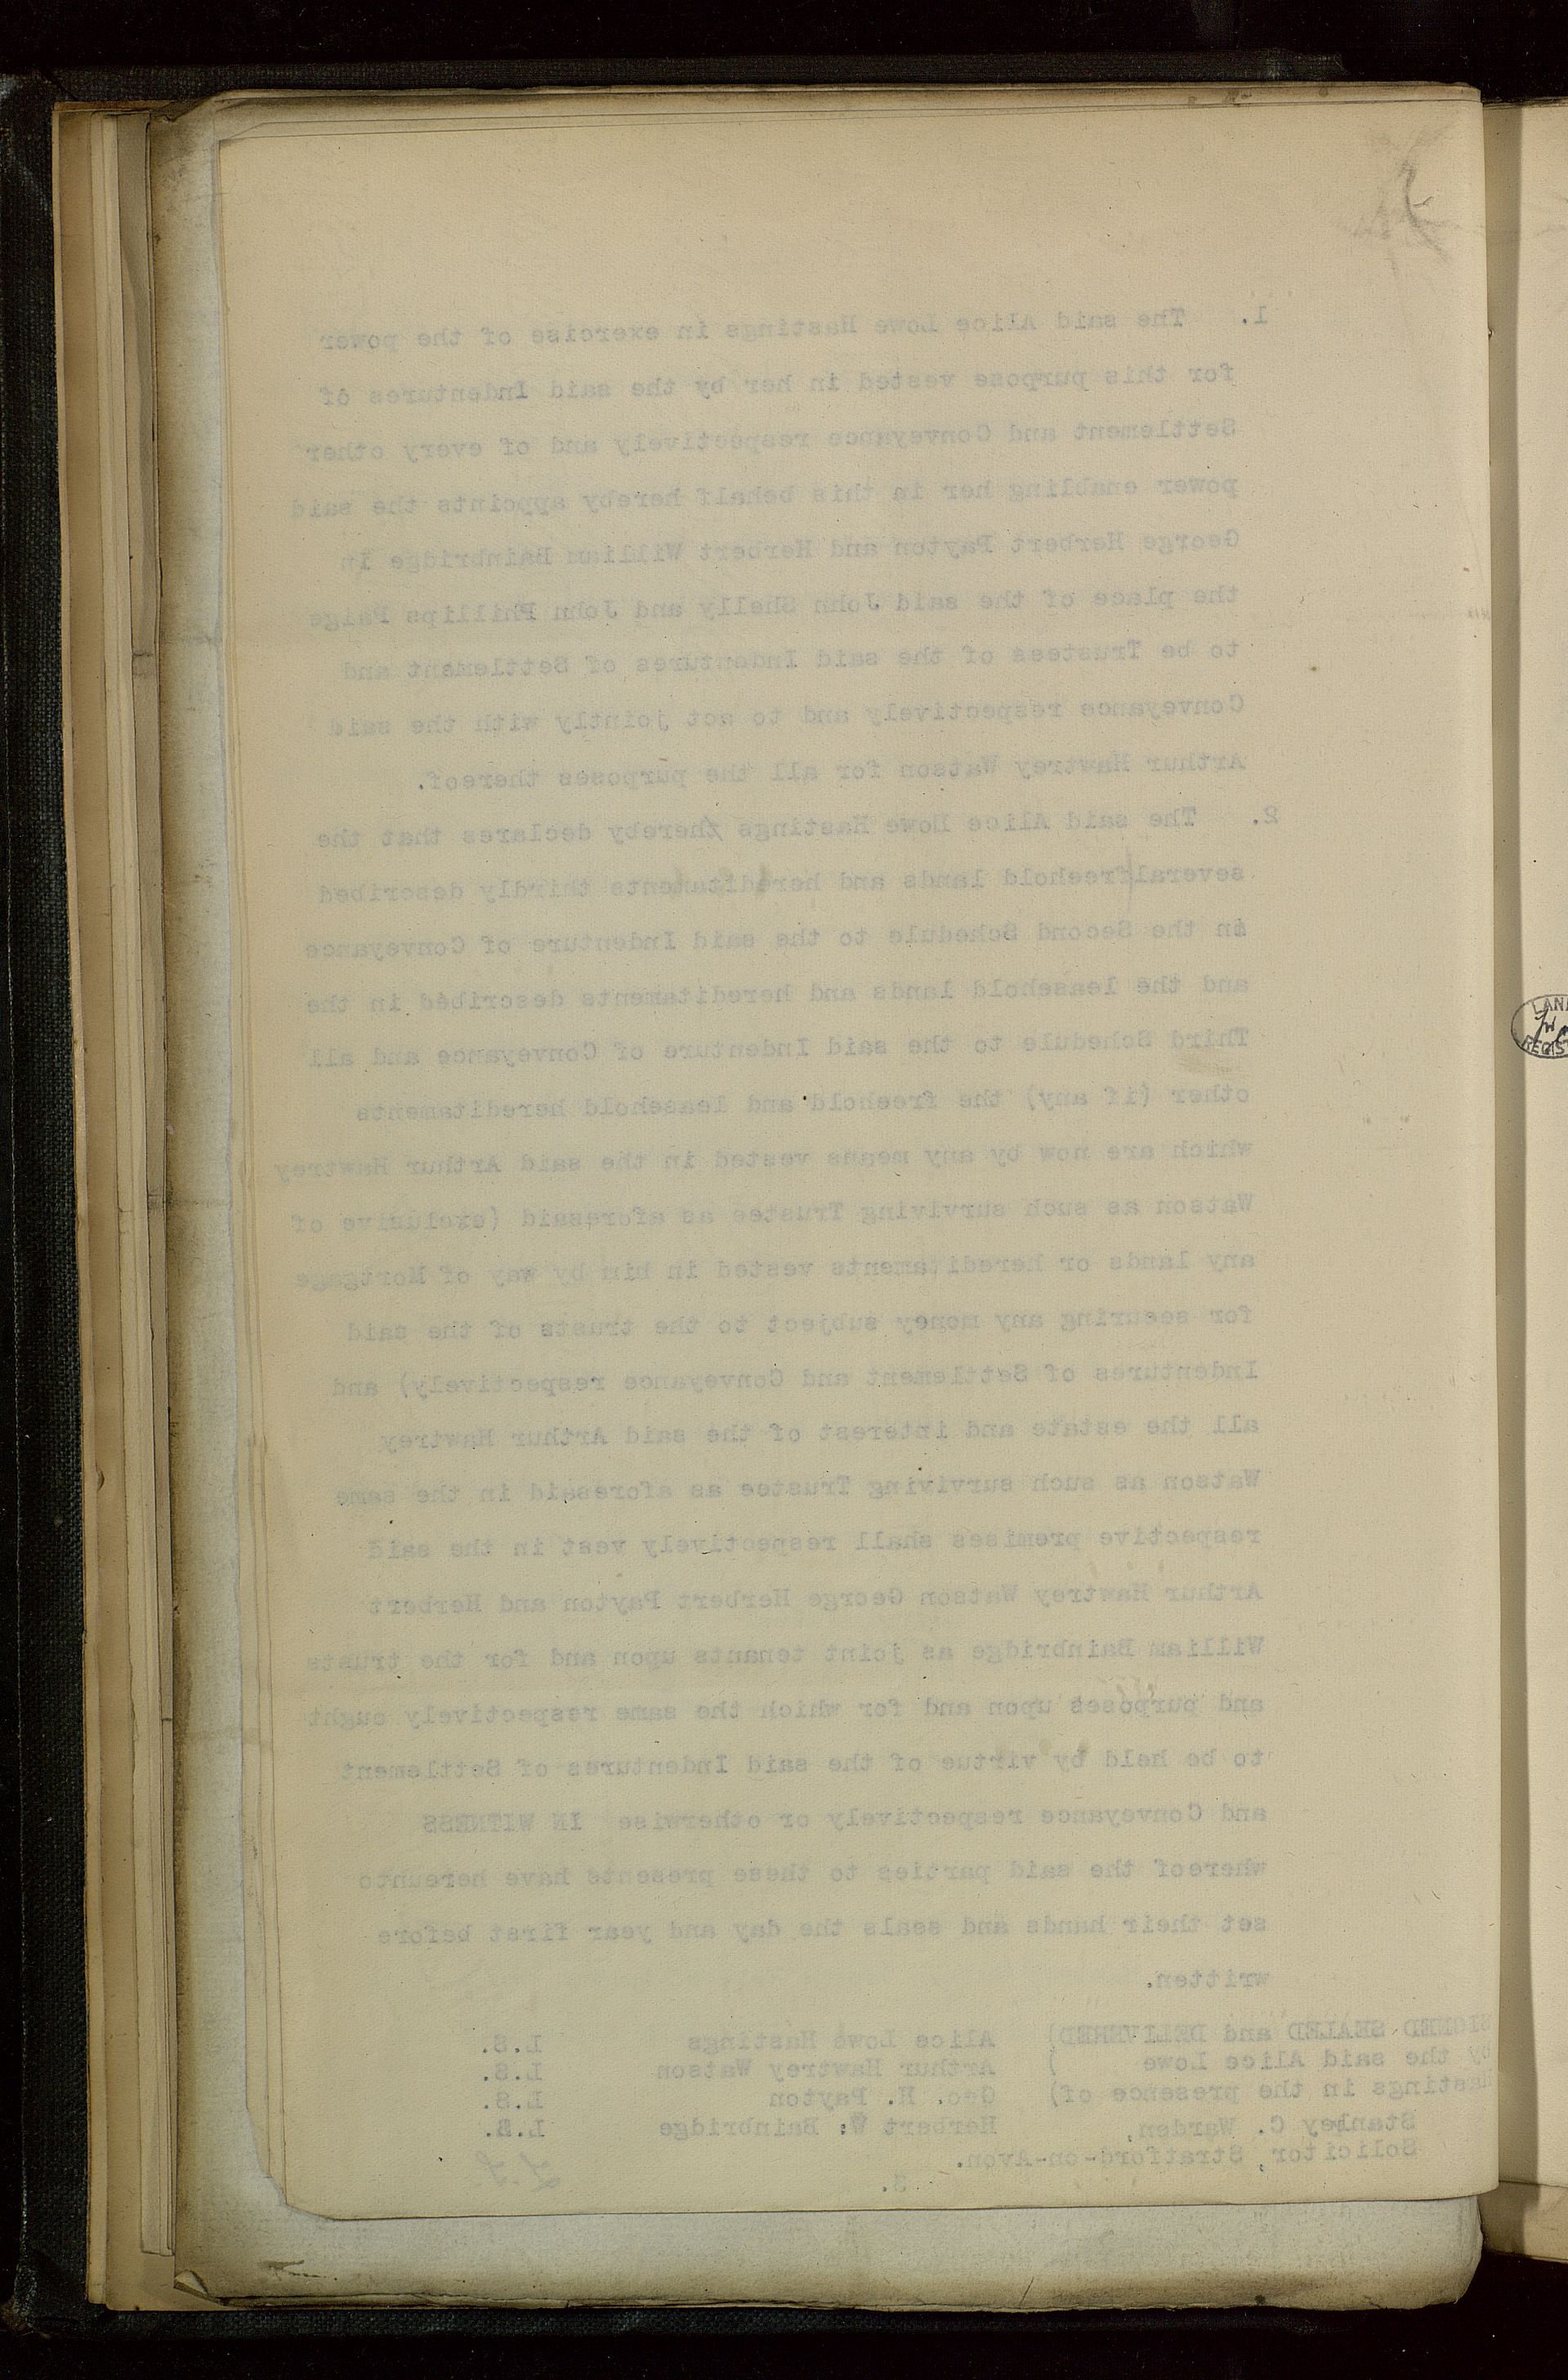 1. The said Alice Lowe Hastings in exercise of the power
for this purpose vested in her by the said Indentures of
Settlement and Conveyance respectively and of every other
power enabling her in this behalf hereby appoints the said
George Herbert Payton and Herbert William Bainbridge in
the place of the said John Shelly and John Phillips Paige
to be Trustees of the said Indentures of Settlement and
Conveyance respectively and to act jointly with the said
Arthur Hawtrey Watson for all the purposes thereof.
2. The said Alice Lowe Hastings hereby declares that the
several freehold lands and hereditaments thirdly described
in the Second Schedule to the said Indenture of Conveyance
and the leasehold lands and hereditaments described in the
Third Schedule to the said Indenture of Conveyance and all
other (if any) the freehold and leasehold hereditaments
which are now by any means vested in the said Arthur Hawtrey
Watson as such surviving Trustee as aforesaid (exclusive of
any lands or hereditaments vested in him by way of Mortgage
for securing any money subject to the trusts of the said
Indentures of Settlement and Conveyance respectively) and
all the estate and interest of the said Arthur Hawtrey
Watson as such surviving Trustee as aforesaid in the same
respective premises shall respectively vest in the said
Arthur Hawtrey Watson George Herbert Payton and Herbert
William Bainbridge as joint tenants upon and for the trusts
and purposes upon and for which the same respectively ought
to be held by virtue of the said Indentures of Settlement
and Conveyance respectively or otherwise IN WITNESS
whereof the said parties to these presents have hereunto
set their hands and seals the day and year first before
written.
SIGNED SEALED and DELIVERED) Alice Lowe Hastings L.S.
by the said Alice Lowe ) Arthur Hawtrey Watson L.S.
Hastings in the presence of) Geo. H. Payton L.S.
Stanley C. Warden, Herbert W. Bainbridge L.S.
Solicitor, Stratford-on-Avon.
3.